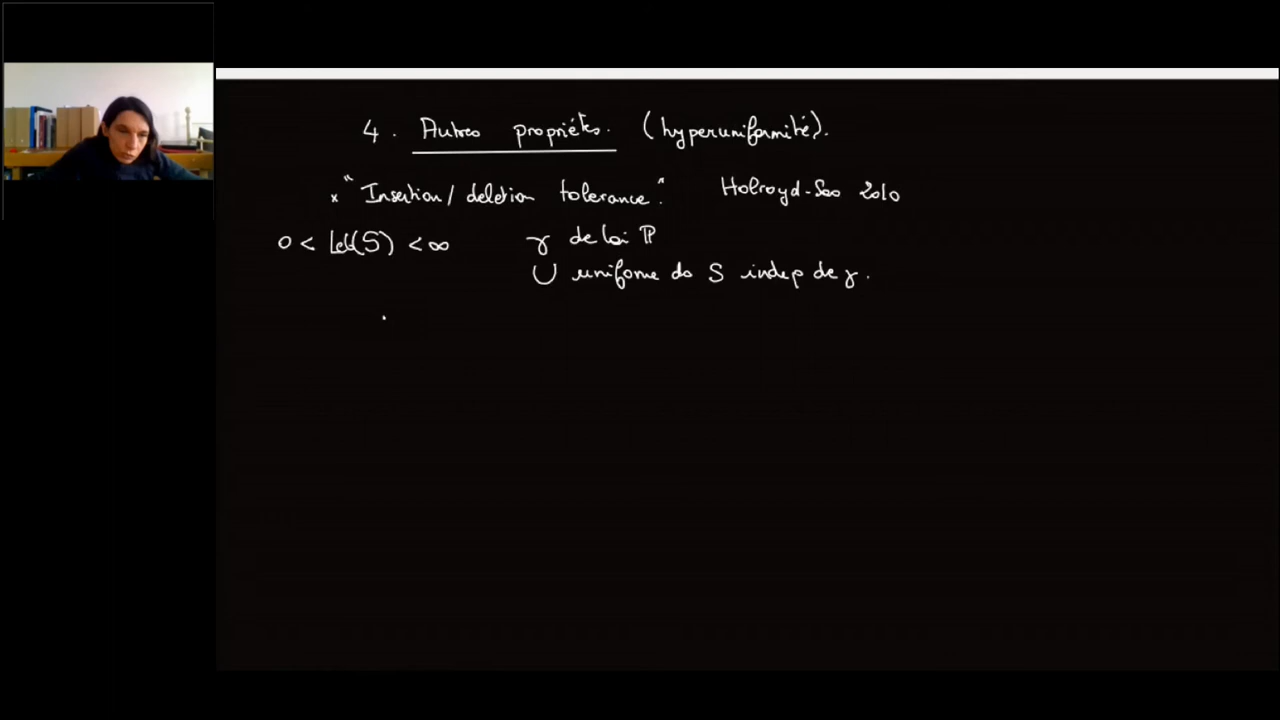 4. Autres propriétés. (hyperuniformité).
x "Insertion/deletion tolerance". Holroyd-Soo 2010
0 < Leb(S) < ∞ γ de loi ℙ
U uniforme ds S indep de γ.